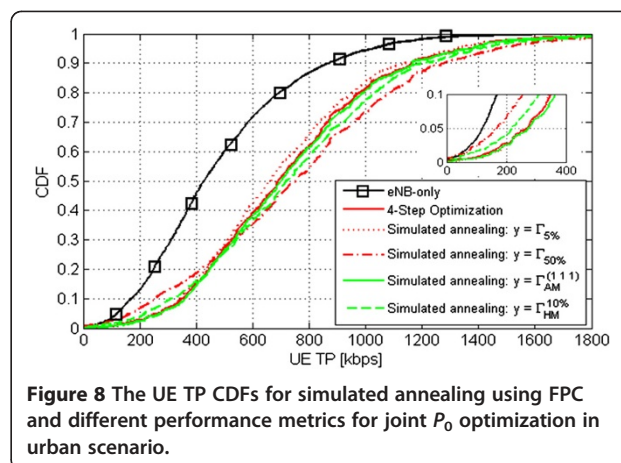 1
0.9
0.8
0.7
0.6
0.5
0.4
0.3
0.2
0.1
0
CDF
0 200 400 600 800 1000 1200 1400 1600 1800
UE TP [kbps]
0.1
0.05
0
0 200 400
eNB-only
4-Step Optimization
Simulated annealing: y = Γ5%
Simulated annealing: y = Γ50%
Simulated annealing: y = Γ(1 1 1)AM
Simulated annealing: y = Γ10%HM
Figure 8 The UE TP CDFs for simulated annealing using FPC
and different performance metrics for joint P0 optimization in
urban scenario.